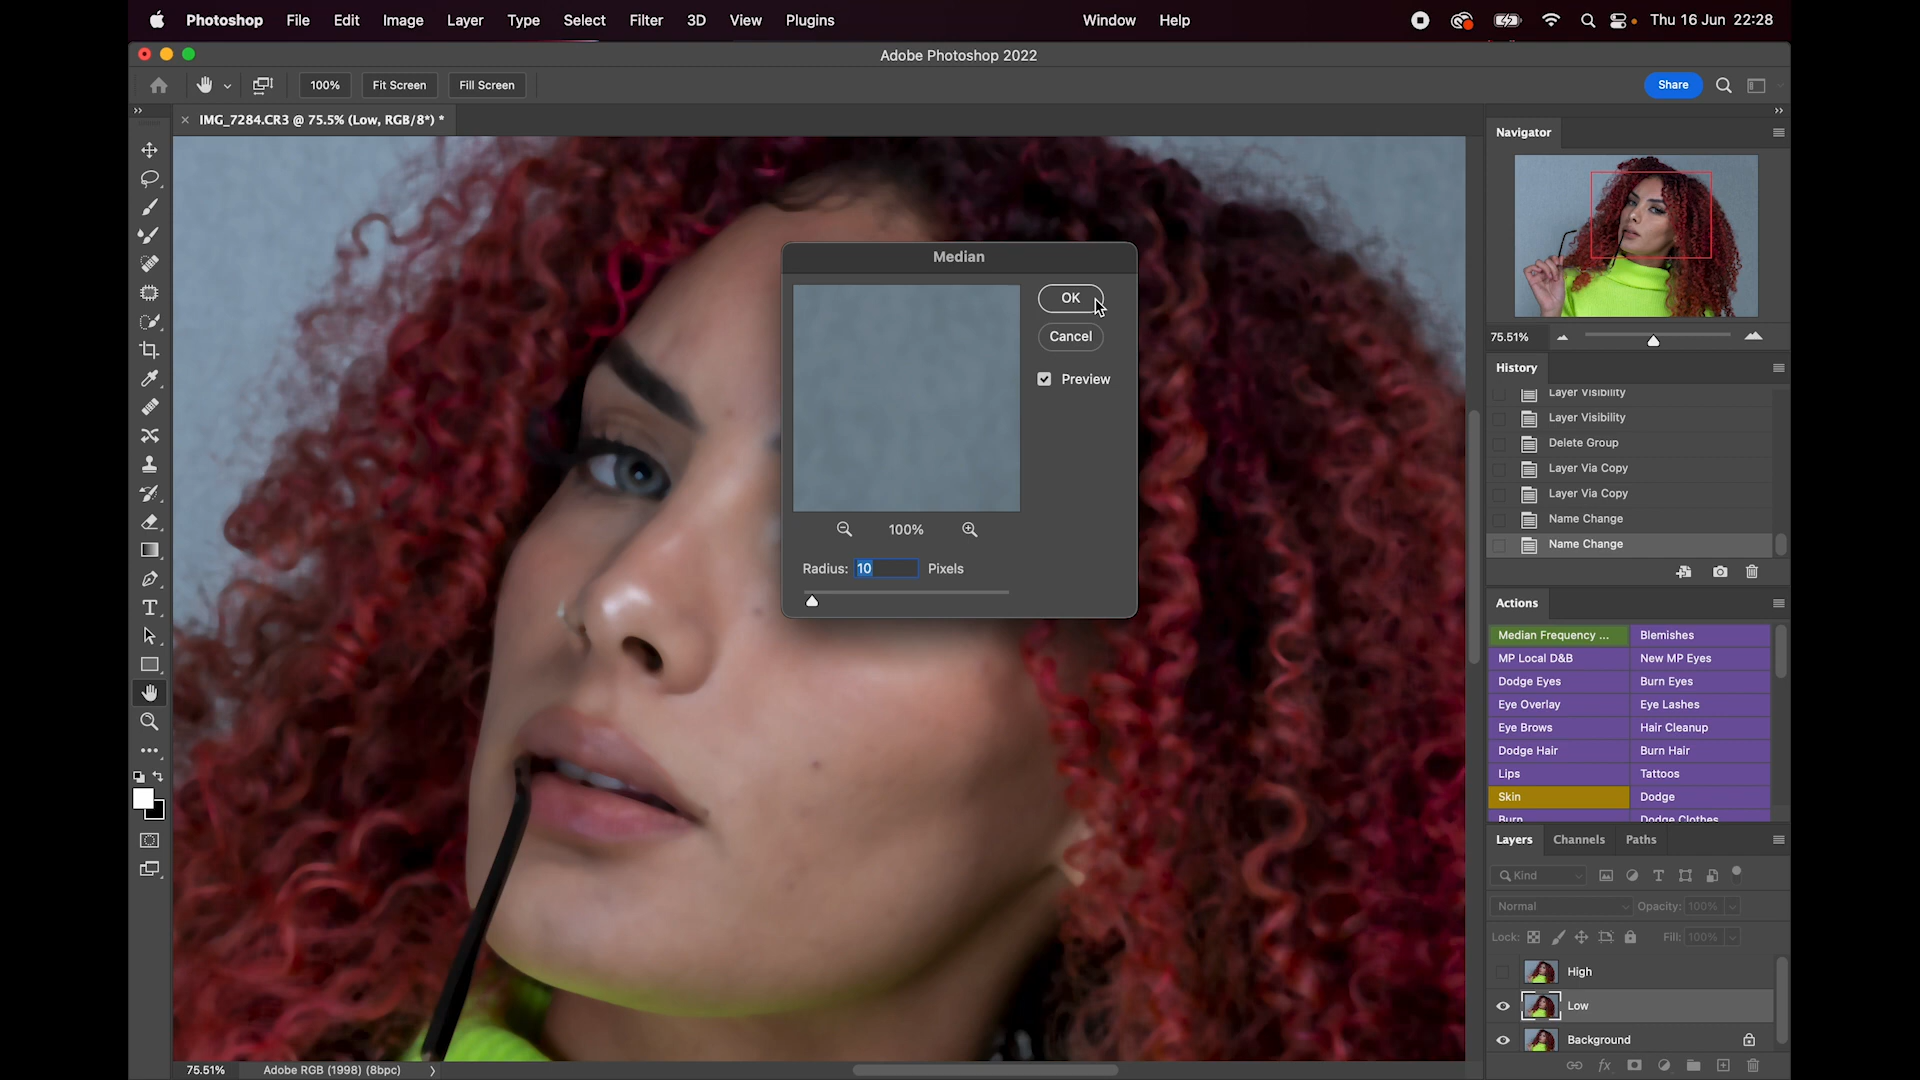 Photoshop File Edit Image Layer Type Select Filter 3D View Plugins Window Help Thu 16 Jun 22:28
Adobe Photoshop 2022
100% Fit Screen Fill Screen Share
IMG_7284.CR3 @ 75.5% (Low, RGB/8*) *
Median
OK
Cancel
Preview
100%
Radius: 10 Pixels
Navigator
75.51%
History
Layer Visibility
Layer Visibility
Delete Group
Layer Via Copy
Layer Via Copy
Name Change
Name Change
Actions
Median Frequency ... Blemishes
MP Local D&B New MP Eyes
Dodge Eyes Burn Eyes
Eye Overlay Eye Lashes
Eye Brows Hair Cleanup
Dodge Hair Burn Hair
Lips Tattoos
Skin Dodge
Burn Dodge Clothes
Layers Channels Paths
Kind
Normal Opacity: 100%
Lock: Fill: 100%
High
Low
Background
75.51% Adobe RGB (1998) (8bpc)